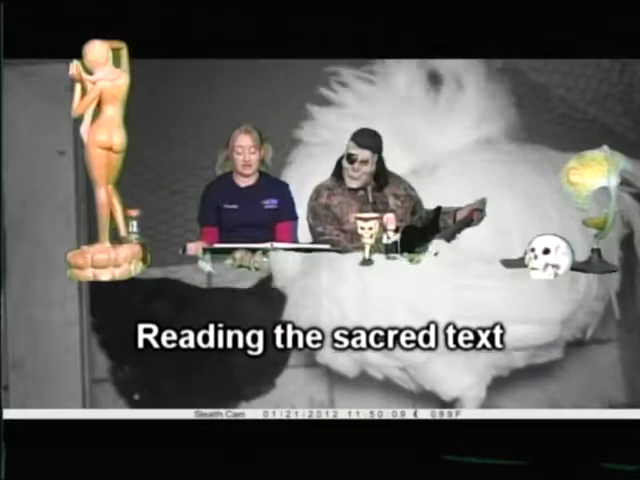 Reading the sacred text
Stealth Cam 01/21/2012 11:50:09 089F